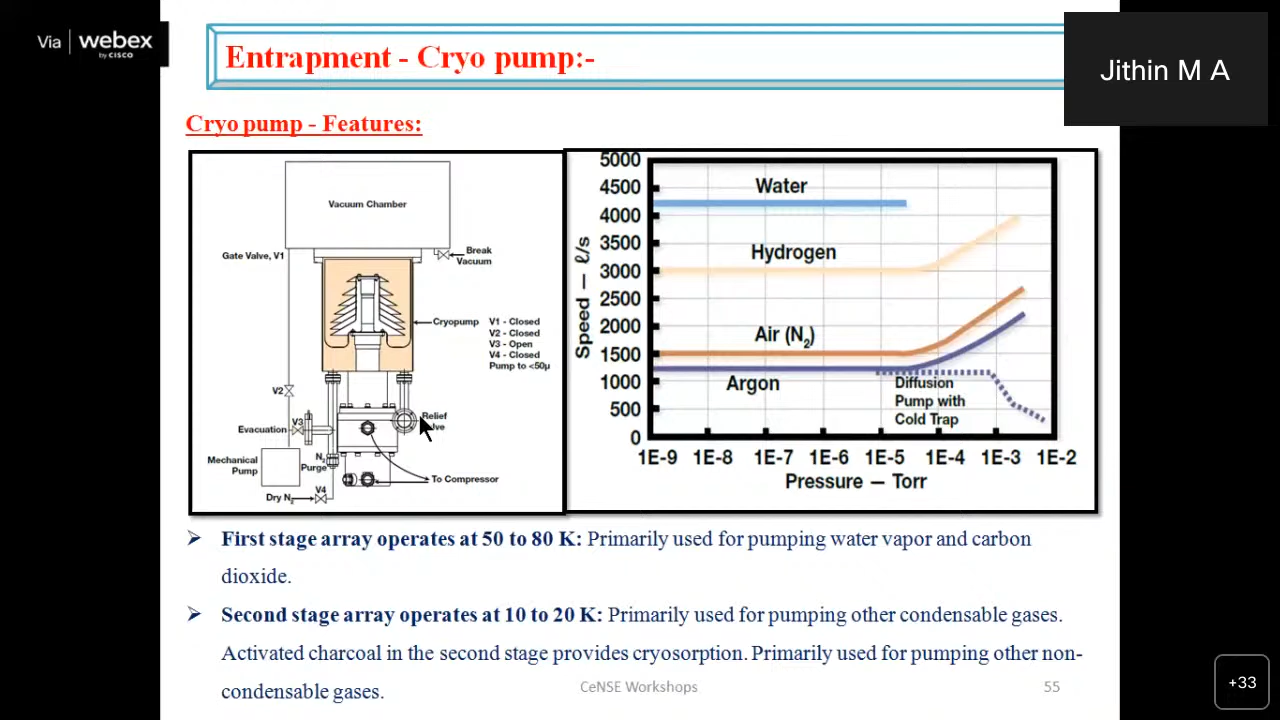 Via webex
by CISCO
Entrapment - Cryo pump:-
Jithin M A
Cryo pump - Features:
Vacuum Chamber
Gate Valve, V1
Break
Vacuum
Cryopump
V1 - Closed
V2 - Closed
V3 - Open
V4 - Closed
Pump to <50µ
V2
Relief
Evacuation
V3
Mechanical
Pump
N2
Purge
To Compressor
V4
Dry N2
5000
4500
4000
3500
3000
2500
2000
1500
1000
500
0
Speed — ℓ/s
Water
Hydrogen
Air (N2)
Argon
Diffusion
Pump with
Cold Trap
1E-9 1E-8 1E-7 1E-6 1E-5 1E-4 1E-3 1E-2
Pressure — Torr
➢ First stage array operates at 50 to 80 K: Primarily used for pumping water vapor and carbon
dioxide.
➢ Second stage array operates at 10 to 20 K: Primarily used for pumping other condensable gases.
Activated charcoal in the second stage provides cryosorption. Primarily used for pumping other non-
condensable gases.
CeNSE Workshops
55
+33